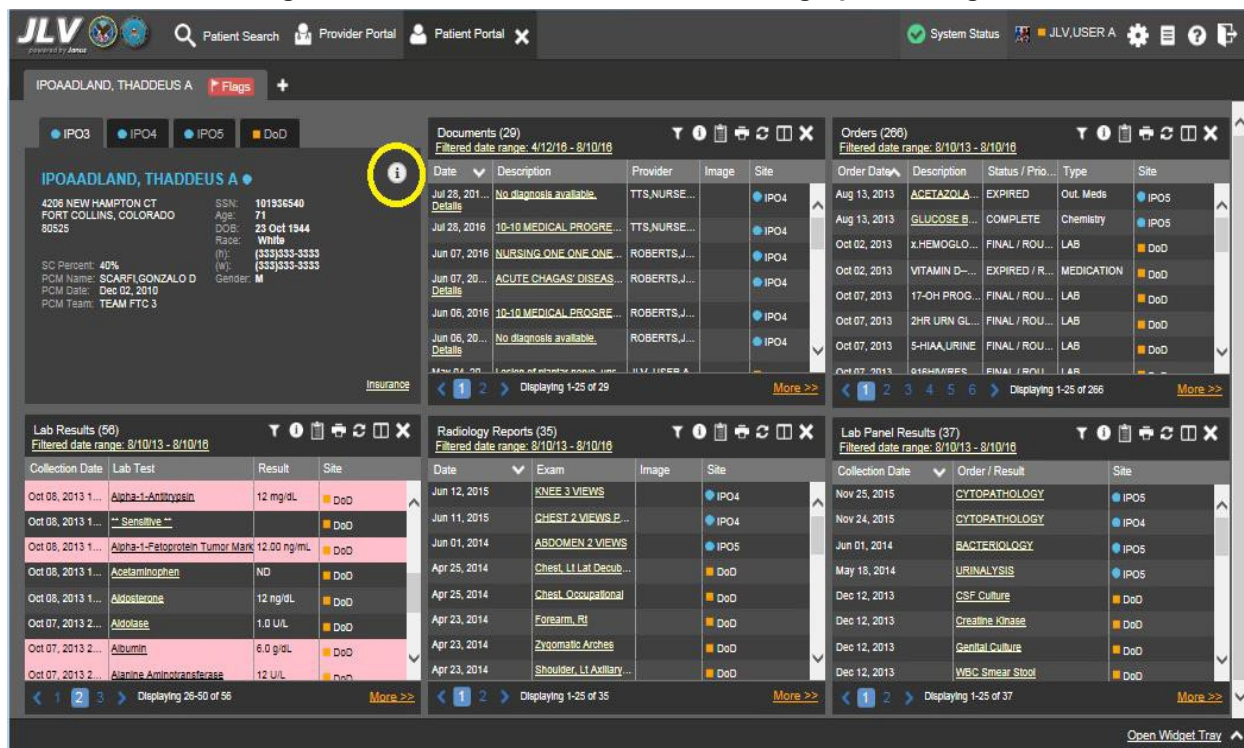 JLV
powered by Janus
Patient Search
Provider Portal
Patient Portal
System Status
JLV,USER A
IPOAADLAND, THADDEUS A
Flags
IPO3
IPO4
IPO5
DoD
IPOAADLAND, THADDEUS A
4206 NEW HAMPTON CT
FORT COLLINS, COLORADO
80525
SSN: 101936540
Age: 71
DOB: 23 Oct 1944
Race: White
(h): (333)333-3333
(w): (333)333-3333
Gender: M
SC Percent: 40%
PCM Name: SCARFI,GONZALO D
PCM Date: Dec 02, 2010
PCM Team: TEAM FTC 3
Insurance
Documents (29)
Filtered date range: 4/12/16 - 8/10/16
Date Description Provider Image Site
Jul 28, 201... No diagnosis available. TTS,NURSE... IPO4
Details
Jul 28, 2016 10-10 MEDICAL PROGRE... TTS,NURSE... IPO4
Jun 07, 2016 NURSING ONE ONE ONE... ROBERTS,J... IPO4
Jun 07, 20... ACUTE CHAGAS' DISEAS... ROBERTS,J... IPO4
Details
Jun 06, 2016 10-10 MEDICAL PROGRE... ROBERTS,J... IPO4
Jun 06, 20... No diagnosis available. ROBERTS,J... IPO4
Details
1 2 Displaying 1-25 of 29 More >>
Orders (266)
Filtered date range: 8/10/13 - 8/10/16
Order Date Description Status / Prio... Type Site
Aug 13, 2013 ACETAZOLA... EXPIRED Out. Meds IPO5
Aug 13, 2013 GLUCOSE B... COMPLETE Chemistry IPO5
Oct 02, 2013 x.HEMOGLO... FINAL / ROU... LAB DoD
Oct 02, 2013 VITAMIN D--... EXPIRED / R... MEDICATION DoD
Oct 07, 2013 17-OH PROG... FINAL / ROU... LAB DoD
Oct 07, 2013 2HR URN GL... FINAL / ROU... LAB DoD
Oct 07, 2013 5-HIAA,URINE FINAL / ROU... LAB DoD
1 2 3 4 5 6 Displaying 1-25 of 266 More >>
Lab Results (56)
Filtered date range: 8/10/13 - 8/10/16
Collection Date Lab Test Result Site
Oct 08, 2013 1... Alpha-1-Antitrypsin 12 mg/dL DoD
Oct 08, 2013 1... ** Sensitive ** DoD
Oct 08, 2013 1... Alpha-1-Fetoprotein Tumor Mark 12.00 ng/mL DoD
Oct 08, 2013 1... Acetaminophen ND DoD
Oct 08, 2013 1... Aldosterone 12 ng/dL DoD
Oct 07, 2013 2... Aldolase 1.0 U/L DoD
Oct 07, 2013 2... Albumin 6.0 g/dL DoD
Oct 07, 2013 2... Alanine Aminotransferase 12 U/L DoD
1 2 3 Displaying 26-50 of 56 More >>
Radiology Reports (35)
Filtered date range: 8/10/13 - 8/10/16
Date Exam Image Site
Jun 12, 2015 KNEE 3 VIEWS IPO4
Jun 11, 2015 CHEST 2 VIEWS P... IPO4
Jun 01, 2014 ABDOMEN 2 VIEWS IPO5
Apr 25, 2014 Chest, Lt Lat Decub... DoD
Apr 25, 2014 Chest, Occupational DoD
Apr 23, 2014 Forearm, Rt DoD
Apr 23, 2014 Zygomatic Arches DoD
Apr 23, 2014 Shoulder, Lt Axillary... DoD
1 2 Displaying 1-25 of 35 More >>
Lab Panel Results (37)
Filtered date range: 8/10/13 - 8/10/16
Collection Date Order / Result Site
Nov 25, 2015 CYTOPATHOLOGY IPO5
Nov 24, 2015 CYTOPATHOLOGY IPO4
Jun 01, 2014 BACTERIOLOGY IPO5
May 18, 2014 URINALYSIS IPO5
Dec 12, 2013 CSF Culture DoD
Dec 12, 2013 Creatine Kinase DoD
Dec 12, 2013 Genital Culture DoD
Dec 12, 2013 WBC Smear Stool DoD
1 2 Displaying 1-25 of 37 More >>
Open Widget Tray